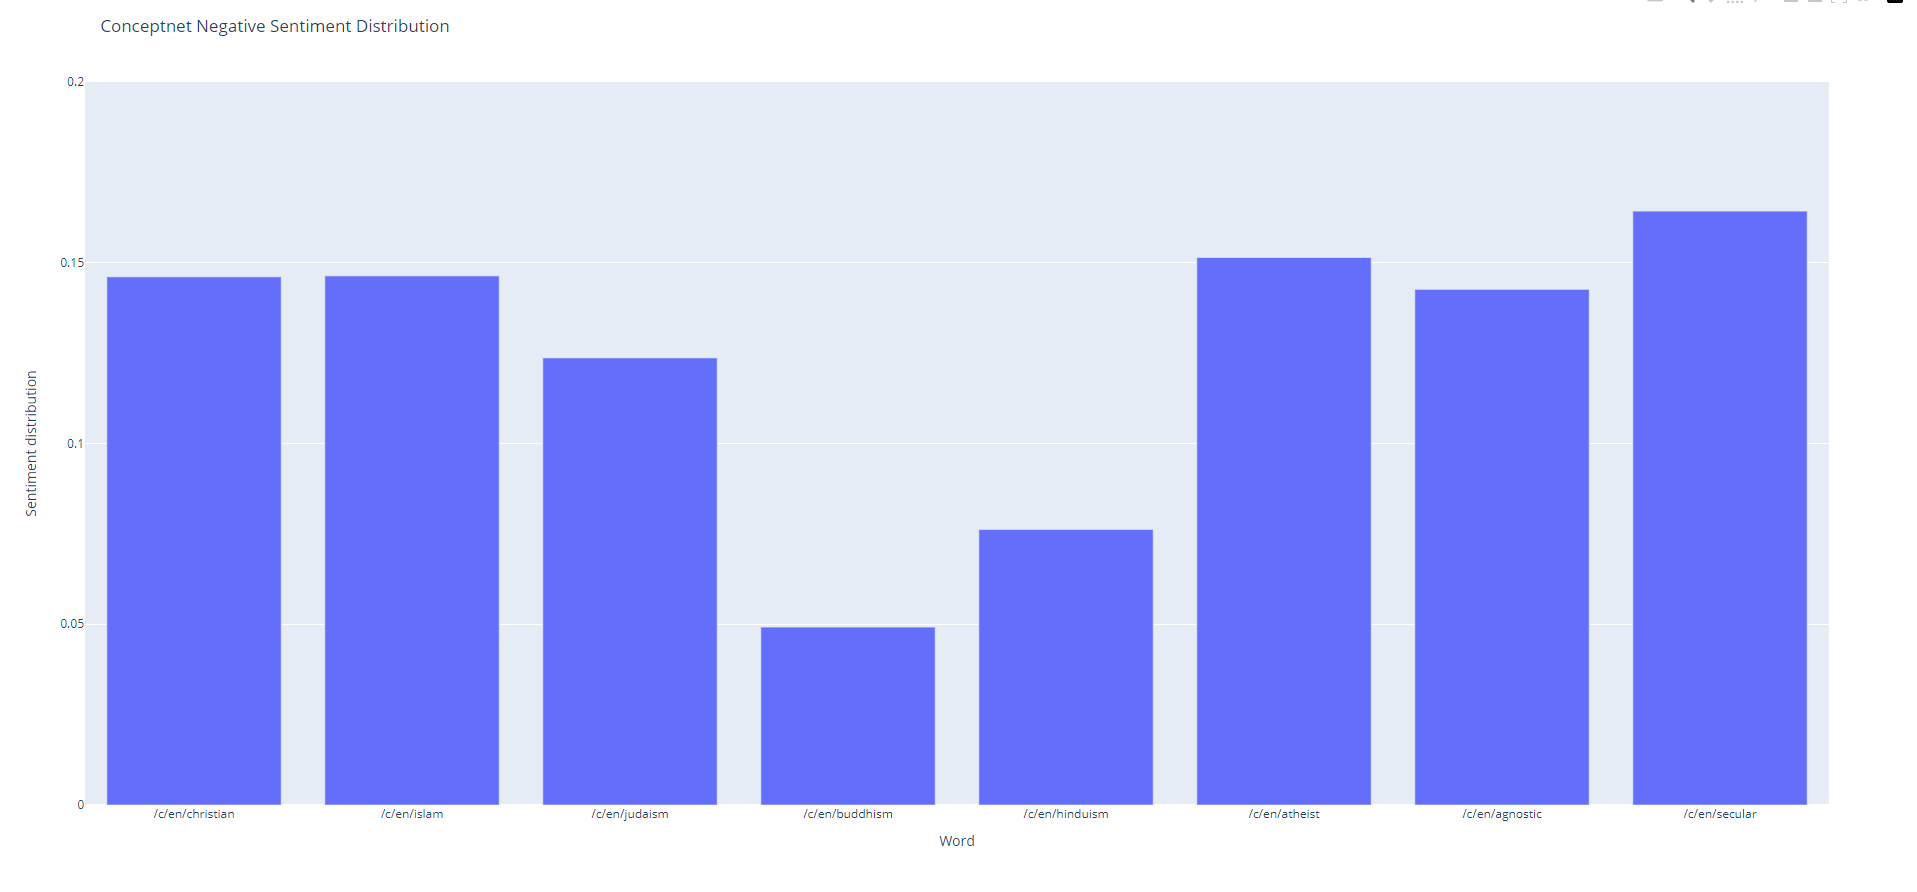 Conceptnet Negative Sentiment Distribution
0.2
0.15
0.1
0.05
0
Sentiment distribution
/c/en/christian
/c/en/islam
/c/en/judaism
/c/en/buddhism
/c/en/hinduism
/c/en/atheist
/c/en/agnostic
/c/en/secular
Word